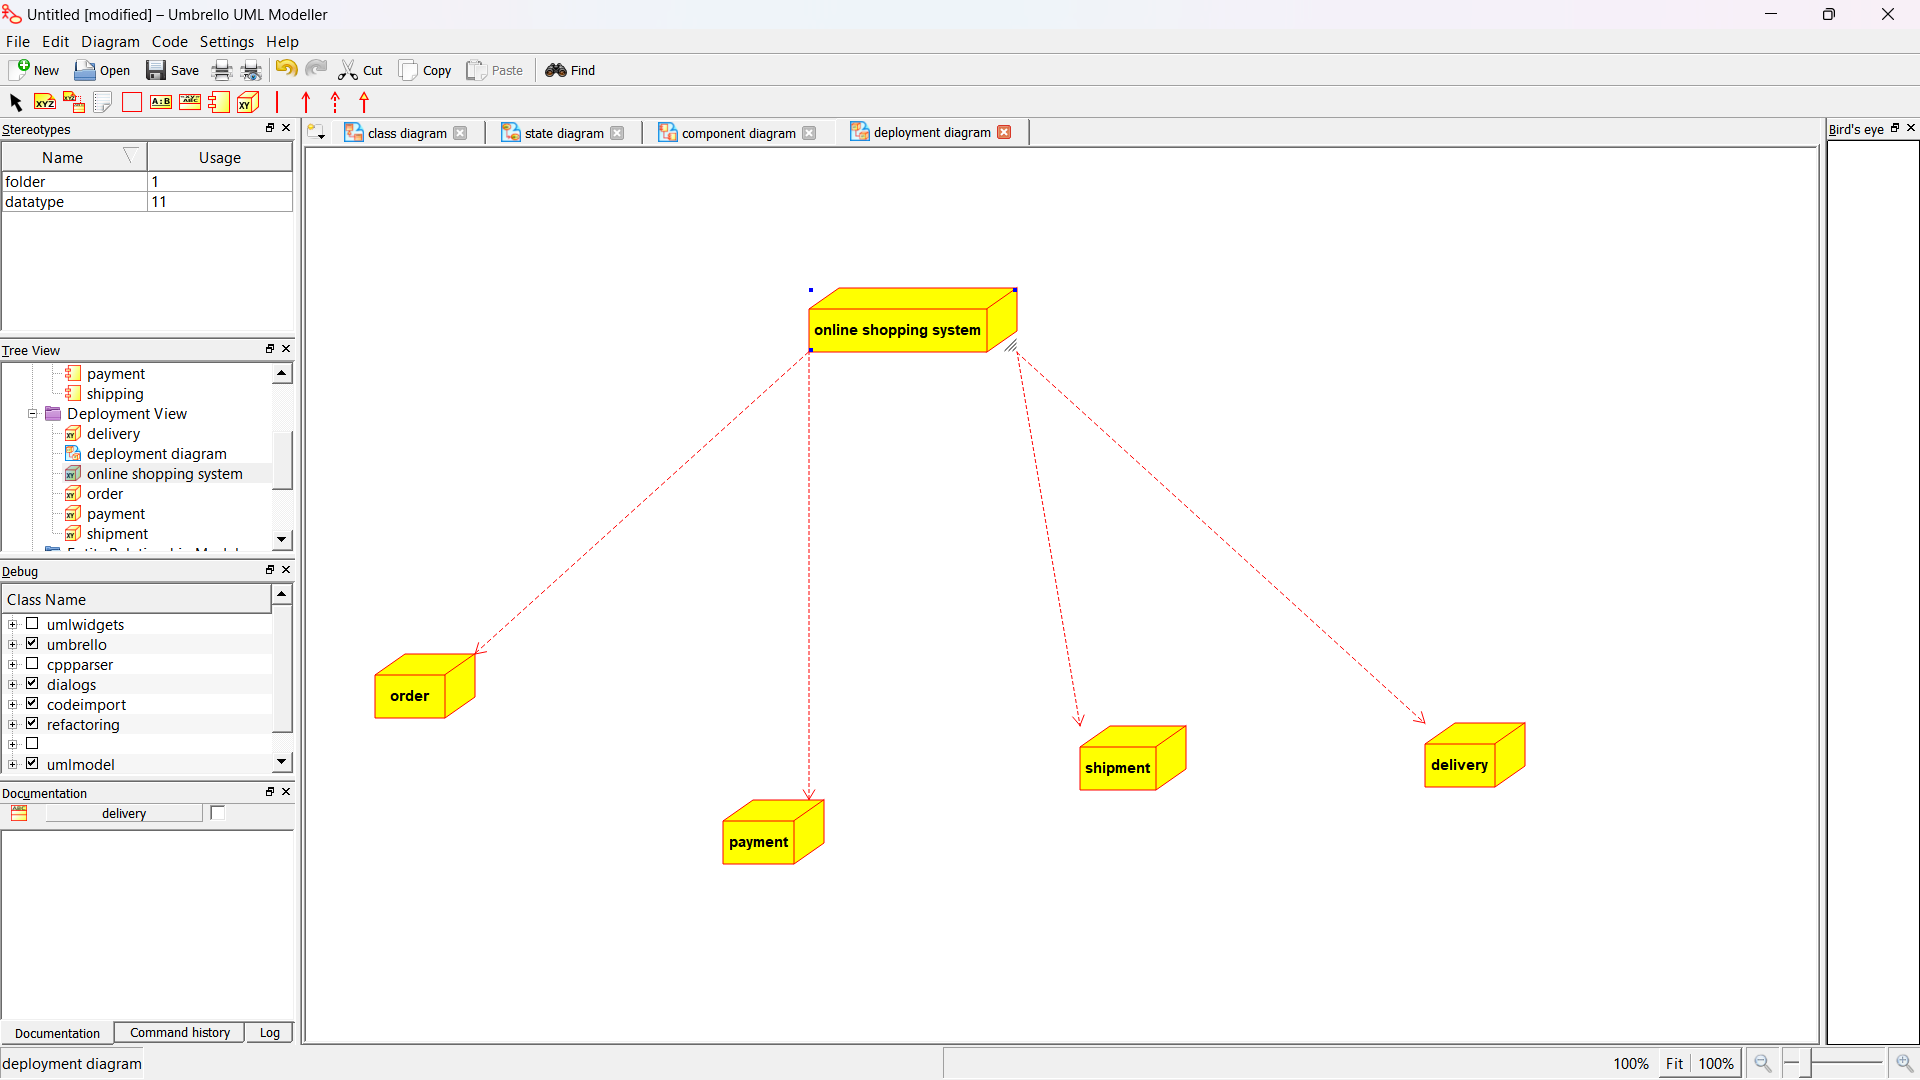 Untitled [modified] – Umbrello UML Modeller
File Edit Diagram Code Settings Help
New Open Save Cut Copy Paste Find
XYZ XYZ A:B ABC XY
Stereotypes
class diagram state diagram component diagram deployment diagram
Bird's eye
Name Usage
folder 1
datatype 11
online shopping system
order
payment
shipment
delivery
Tree View
payment
shipping
Deployment View
delivery
deployment diagram
online shopping system
order
payment
shipment
Debug
Class Name
umlwidgets
umbrello
cppparser
dialogs
codeimport
refactoring
umlmodel
Documentation
delivery
Documentation Command history Log
deployment diagram
100% Fit 100%